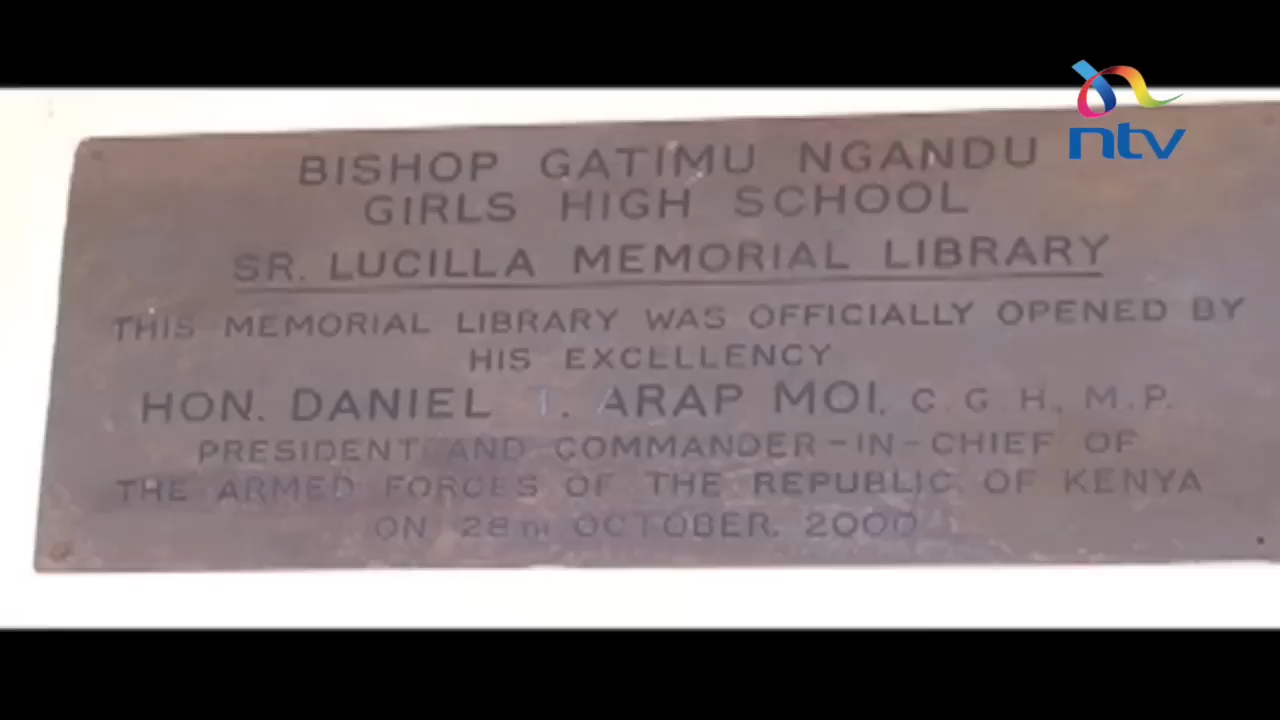 ntv
BISHOP GATIMU NGANDU
GIRLS HIGH SCHOOL
SR. LUCILLA MEMORIAL LIBRARY
THIS MEMORIAL LIBRARY WAS OFFICIALLY OPENED BY
HIS EXCELLENCY
HON. DANIEL T. ARAP MOI, C.G.H., M.P.
PRESIDENT AND COMMANDER-IN-CHIEF OF
THE ARMED FORCES OF THE REPUBLIC OF KENYA
ON 28TH OCTOBER, 2000